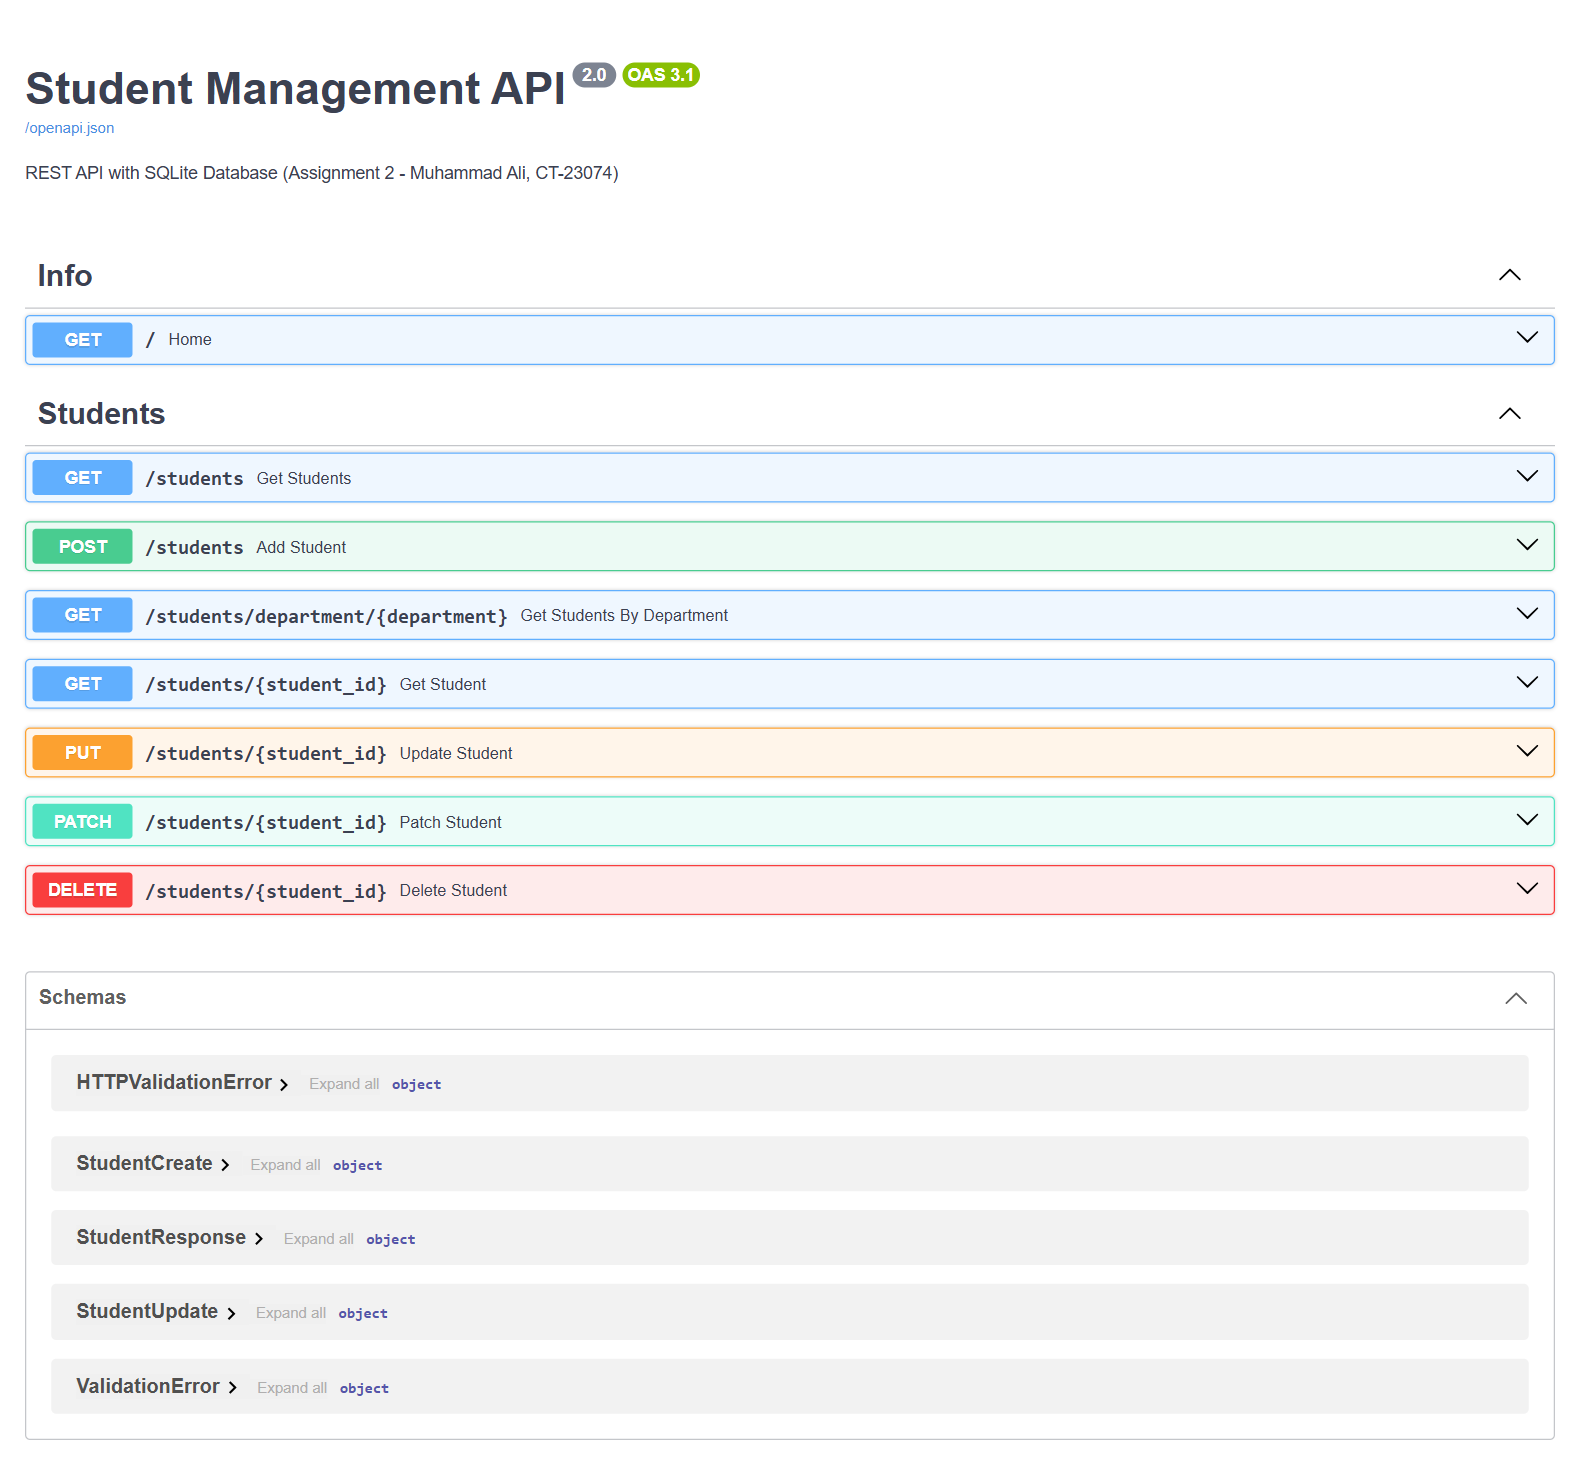 Student Management API 2.0 OAS 3.1
/openapi.json
REST API with SQLite Database (Assignment 2 - Muhammad Ali, CT-23074)
Info
GET / Home
Students
GET /students Get Students
POST /students Add Student
GET /students/department/{department} Get Students By Department
GET /students/{student_id} Get Student
PUT /students/{student_id} Update Student
PATCH /students/{student_id} Patch Student
DELETE /students/{student_id} Delete Student
Schemas
HTTPValidationError Expand all object
StudentCreate Expand all object
StudentResponse Expand all object
StudentUpdate Expand all object
ValidationError Expand all object